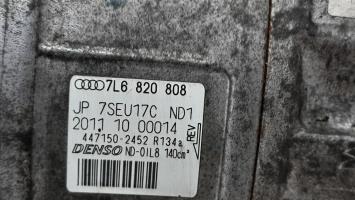 7L6 820 808
JP 7SEU17C ND1
2011 10 00014
447150-2452 R134a
DENSO ND-OIL8 140cm³
REV